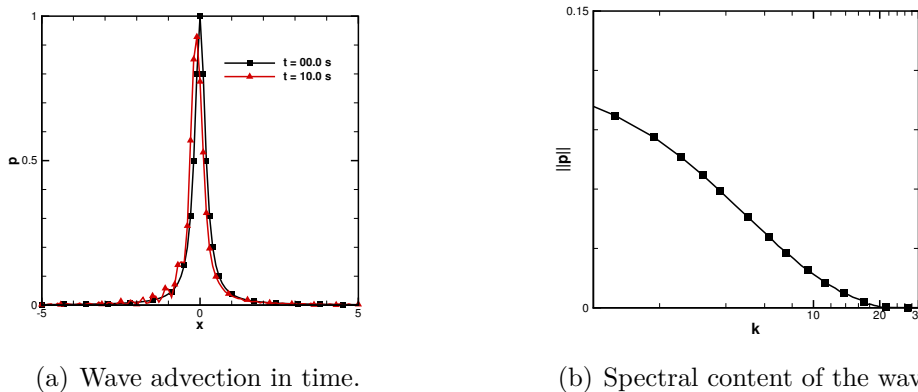 1
0.5
0
-5
0
5
p
x
t = 00.0 s
t = 10.0 s
0.15
0
10
20
30
||p||
k
(a) Wave advection in time.
(b) Spectral content of the wav